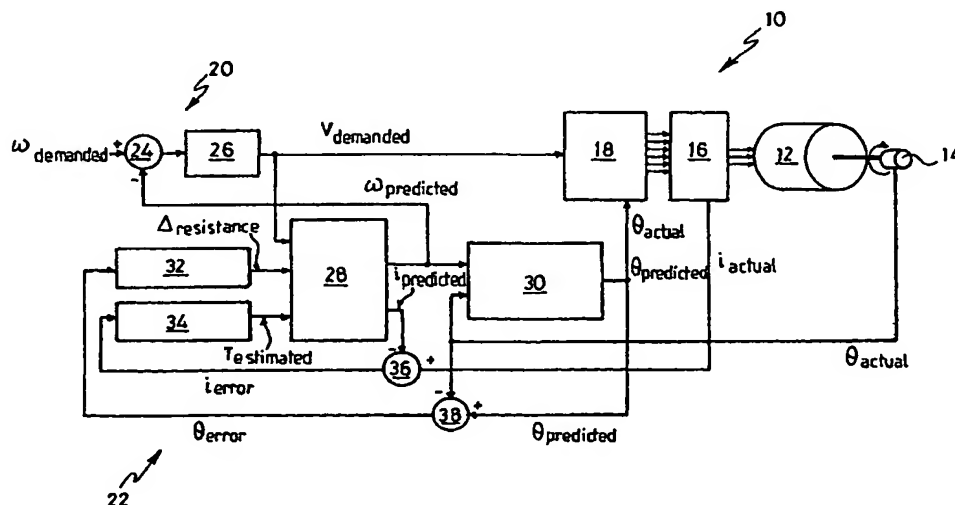 10
20
ω demanded
+
24
-
26
V demanded
18
16
12
14
ω predicted
Δ resistance
θ actual
θ predicted
i actual
32
28
i predicted
30
34
T estimated
-
36
+
θ actual
i error
-
38
+
θ error
θ predicted
22